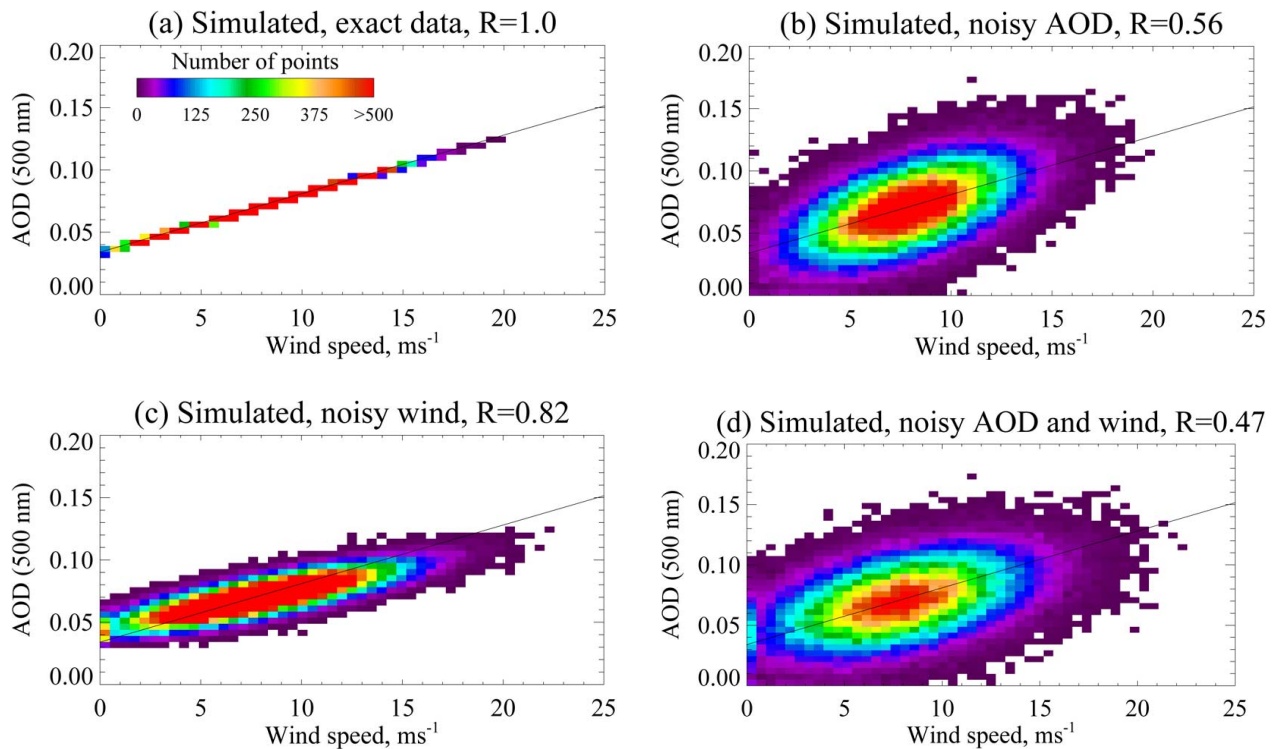 (a) Simulated, exact data, R=1.0
0.20
0.15
0.10
0.05
0.00
AOD (500 nm)
Number of points
0 125 250 375 >500
0 5 10 15 20 25
Wind speed, ms-1
(b) Simulated, noisy AOD, R=0.56
0.20
0.15
0.10
0.05
0.00
AOD (500 nm)
0 5 10 15 20 25
Wind speed, ms-1
(c) Simulated, noisy wind, R=0.82
0.20
0.15
0.10
0.05
0.00
AOD (500 nm)
0 5 10 15 20 25
Wind speed, ms-1
(d) Simulated, noisy AOD and wind, R=0.47
0.20
0.15
0.10
0.05
0.00
AOD (500 nm)
0 5 10 15 20 25
Wind speed, ms-1